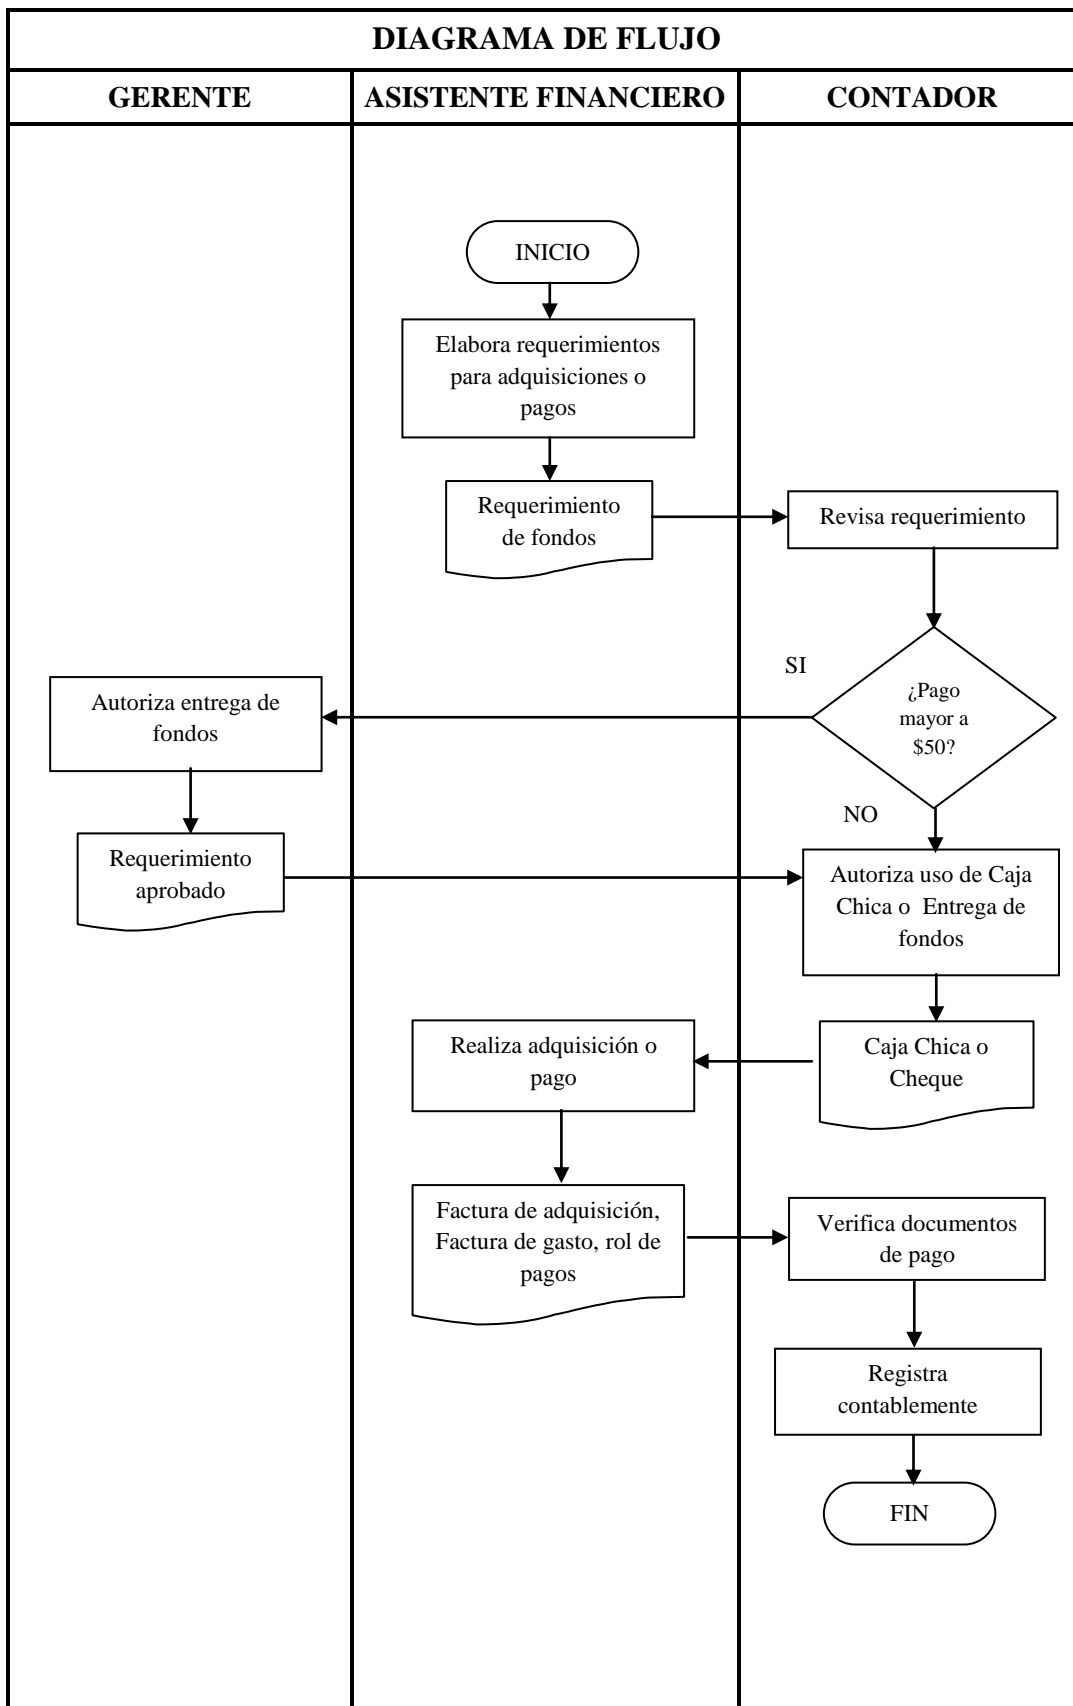 DIAGRAMA DE FLUJO
GERENTE
ASISTENTE FINANCIERO
CONTADOR
INICIO
Elabora requerimientos
para adquisiciones o
pagos
Requerimiento
de fondos
Revisa requerimiento
SI
¿Pago
mayor a
$50?
Autoriza entrega de
fondos
NO
Requerimiento
aprobado
Autoriza uso de Caja
Chica o Entrega de
fondos
Caja Chica o
Cheque
Realiza adquisición o
pago
Factura de adquisición,
Factura de gasto, rol de
pagos
Verifica documentos
de pago
Registra
contablemente
FIN